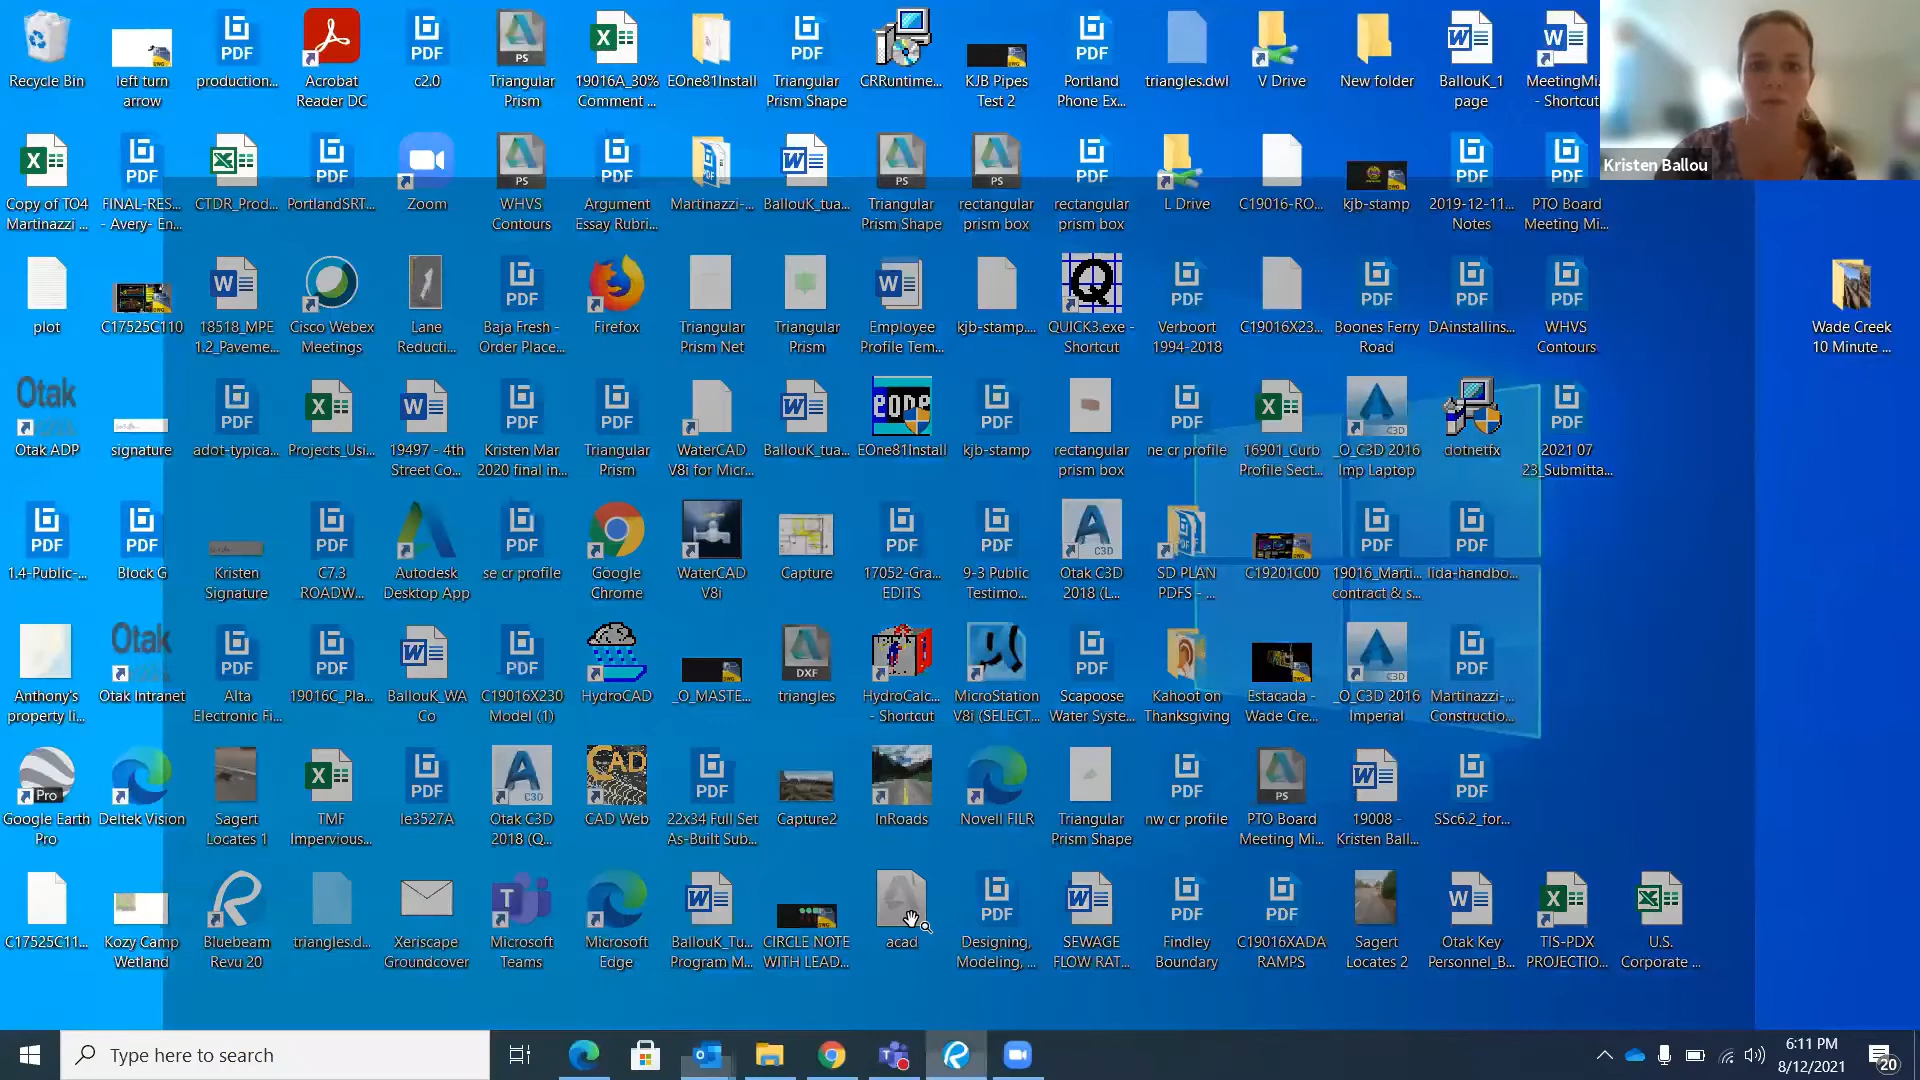 Recycle Bin
left turn arrow
production...
Acrobat Reader DC
c2.0
Triangular Prism
19016A_30% Comment ...
EOne81Install
Triangular Prism Shape
CRRuntime...
KJB Pipes Test 2
Portland Phone Ex...
triangles.dwl
V Drive
New folder
BallouK_1 page
MeetingMi... - Shortcut
Kristen Ballou
Copy of TO4 Martinazzi ...
FINAL-RES... - Avery- En...
CTDR_Prod...
PortlandSRT...
Zoom
WHVS Contours
Argument Essay Rubri...
Martinazzi-...
BallouK_tua...
Triangular Prism Shape
rectangular prism box
rectangular prism box
L Drive
C19016-RO...
kjb-stamp
2019-12-11... Notes
PTO Board Meeting Mi...
plot
C17525C110
18518_MPE 1.2_Paveme...
Cisco Webex Meetings
Lane Reducti...
Baja Fresh - Order Place...
Firefox
Triangular Prism Net
Triangular Prism
Employee Profile Tem...
kjb-stamp....
QUICK3.exe - Shortcut
Verboort 1994-2018
C19016X23...
Boones Ferry Road
DAinstallins...
WHVS Contours
Wade Creek 10 Minute ...
Otak ADP
signature
adot-typica...
Projects_Usi...
19497 - 4th Street Co...
Kristen Mar 2020 final in...
Triangular Prism
WaterCAD V8i for Micr...
BallouK_tua...
EOne81Install
kjb-stamp
rectangular prism box
ne cr profile
16901_Curb Profile Sect...
_O_C3D 2016 Imp Laptop
dotnetfx
2021 07 23_Submitta...
1.4-Public-...
Block G
Kristen Signature
C7.3 ROADW...
Autodesk Desktop App
se cr profile
Google Chrome
WaterCAD V8i
Capture
17052-Gra... EDITS
9-3 Public Testimo...
Otak C3D 2018 (L...
SD PLAN PDFS - ...
C19201C00
19016_Marti... contract & s...
lida-handbo...
Anthony's property li...
Otak Intranet
Alta Electronic Fi...
19016C_Pla...
BallouK_WA Co
C19016X230 Model (1)
HydroCAD
_O_MASTE...
triangles
HydroCalc... - Shortcut
MicroStation V8i (SELECT...
Scapoose Water Syste...
Kahoot on Thanksgiving
Estacada - Wade Cre...
_O_C3D 2016 Imperial
Martinazzi-... Constructio...
Google Earth Pro
Deltek Vision
Sagert Locates 1
TMF Impervious...
le3527A
Otak C3D 2018 (Q...
CAD Web
22x34 Full Set As-Built Sub...
Capture2
InRoads
Novell FILR
Triangular Prism Shape
nw cr profile
PTO Board Meeting Mi...
19008 - Kristen Ball...
SSc6.2_for...
C17525C11...
Kozy Camp Wetland
Bluebeam Revu 20
triangles.d...
Xeriscape Groundcover
Microsoft Teams
Microsoft Edge
BallouK_Tu... Program M...
CIRCLE NOTE WITH LEAD...
acad
Designing, Modeling, ...
SEWAGE FLOW RAT...
Findley Boundary
C19016XADA RAMPS
Sagert Locates 2
Otak Key Personnel_B...
TIS-PDX PROJECTIO...
U.S. Corporate ...
Type here to search
6:11 PM
8/12/2021
20